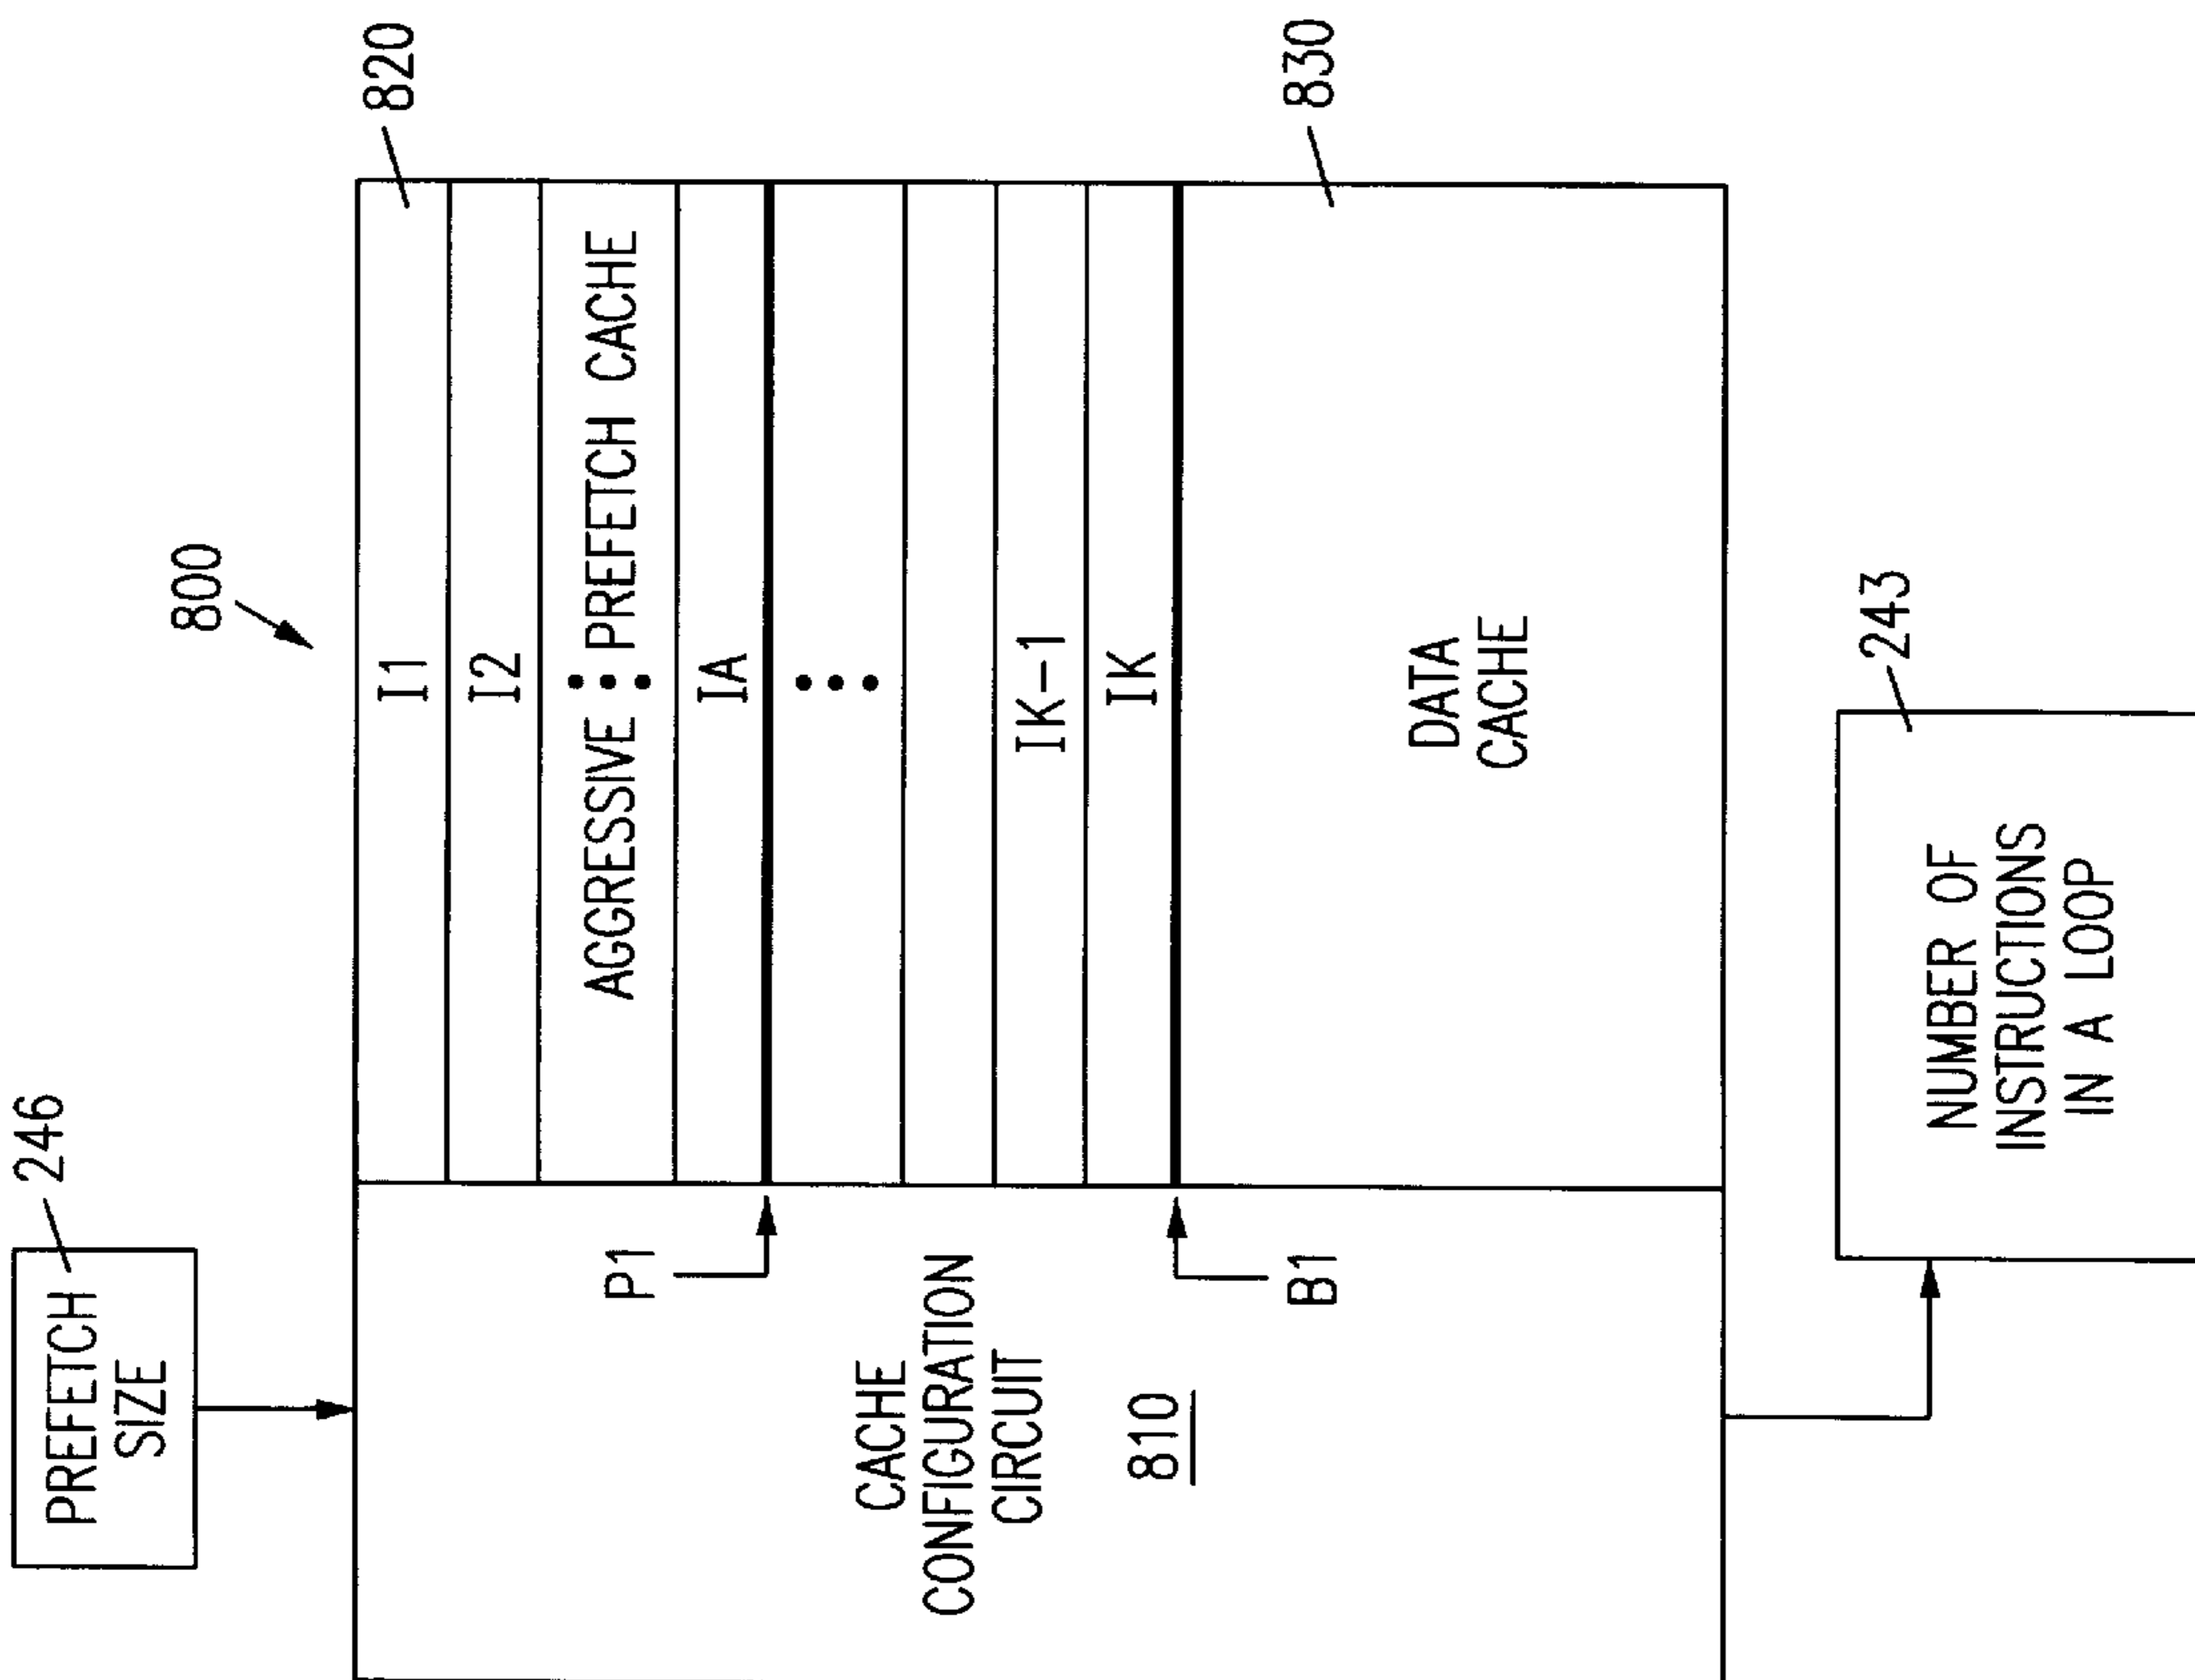 246
PREFETCH
SIZE
800
820
I1
I2
AGGRESSIVE PREFETCH CACHE
IA
P1
IK-1
IK
B1
CACHE
CONFIGURATION
CIRCUIT
810
830
DATA
CACHE
243
NUMBER OF
INSTRUCTIONS
IN A LOOP